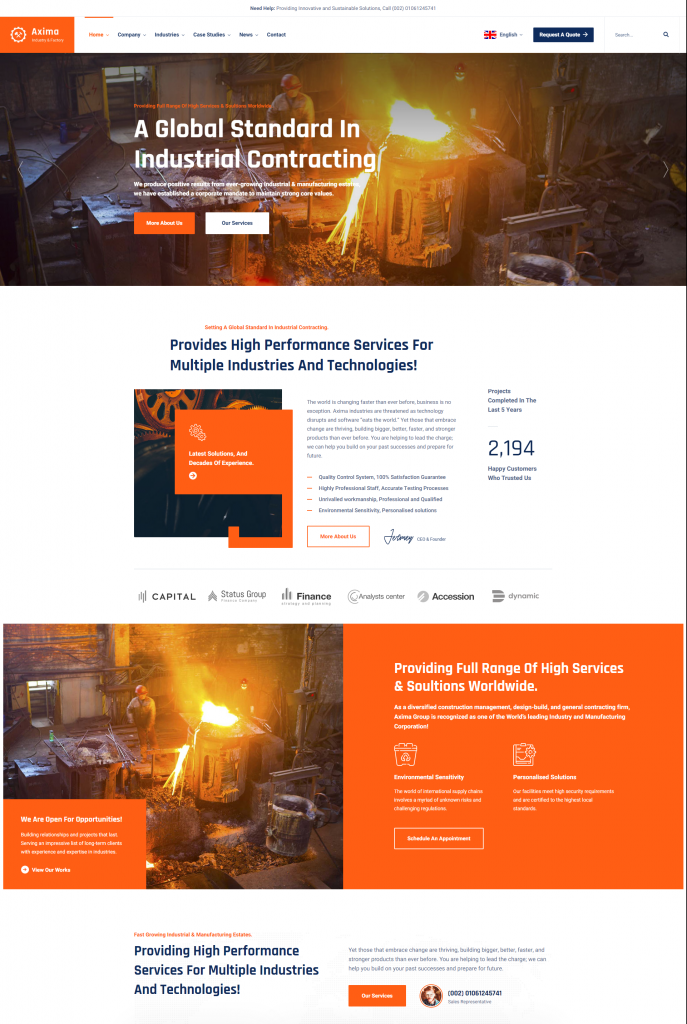 Need Help: Providing Innovative and Sustainable Solutions, Call (002) 01061245741
Axima
Industry & Factory
Home
Company
Industries
Case Studies
News
Contact
English
Request A Quote
Search...
Providing Full Range Of High Services & Soultions Worldwide.
A Global Standard In
Industrial Contracting
We produce positive results from ever-growing industrial & manufacturing estates,
we have established a corporate mandate to maintain strong core values.
More About Us
Our Services
Setting A Global Standard In Industrial Contracting.
Provides High Performance Services For
Multiple Industries And Technologies!
Latest Solutions, And
Decades Of Experience.
The world is changing faster than ever before, business is no
exception. Axima industries are threatened as technology
disrupts and software "eats the world." Yet those that embrace
change are thriving, building bigger, better, faster, and stronger
products than ever before. You are helping to lead the charge;
we can help you build on your past successes and prepare for
future.
Quality Control System, 100% Satisfaction Guarantee
Highly Professional Staff, Accurate Testing Processes
Unrivalled workmanship, Professional and Qualified
Environmental Sensitivity, Personalised solutions
More About Us
Jeremy
CEO & Founder
Projects
Completed In The
Last 5 Years
2,194
Happy Customers
Who Trusted Us
CAPITAL
Status Group
Finance Company
Finance
strategy and planning
Analysts center
Accession
dynamic
We Are Open For Opportunities!
Building relationships and projects that last.
Serving an impressive list of long-term clients
with experience and expertise in industries.
View Our Works
Providing Full Range Of High Services
& Soultions Worldwide.
As a diversified construction management, design-build, and general contracting firm,
Axima Group is recognized as one of the World's leading Industry and Manufacturing
Corporation!
Environmental Sensitivity
The world of international supply chains
involves a myriad of unknown risks and
challenging regulations.
Personalised Solutions
Our facilities meet high security requirements
and are certified to the highest local
standards.
Schedule An Appointment
Fast Growing Industrial & Manufacturing Estates.
Providing High Performance
Services For Multiple Industries
And Technologies!
Yet those that embrace change are thriving, building bigger, better, faster, and
stronger products than ever before. You are helping to lead the charge; we can
help you build on your past successes and prepare for future.
Our Services
(002) 01061245741
Sales Representative